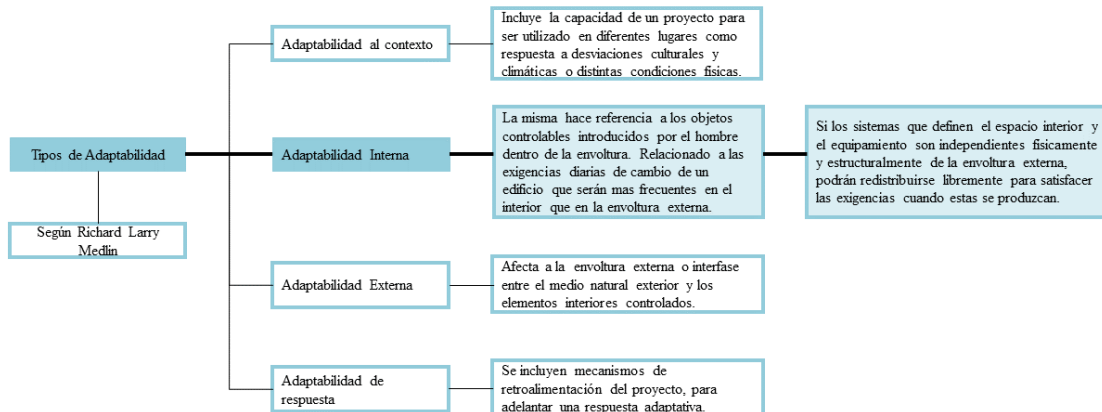 Tipos de Adaptabilidad
Según Richard Larry
Medlin
Adaptabilidad al contexto
Incluye la capacidad de un proyecto para
ser utilizado en diferentes lugares como
respuesta a desviaciones culturales y
climáticas o distintas condiciones físicas.
Adaptabilidad Interna
La misma hace referencia a los objetos
controlables introducidos por el hombre
dentro de la envoltura. Relacionado a las
exigencias diarias de cambio de un
edificio que serán mas frecuentes en el
interior que en la envoltura externa.
Si los sistemas que definen el espacio interior y
el equipamiento son independientes físicamente
y estructuralmente de la envoltura externa,
podrán redistribuirse libremente para satisfacer
las exigencias cuando estas se produzcan.
Adaptabilidad Externa
Afecta a la envoltura externa o interfase
entre el medio natural exterior y los
elementos interiores controlados.
Adaptabilidad de
respuesta
Se incluyen mecanismos de
retroalimentación del proyecto, para
adelantar una respuesta adaptativa.